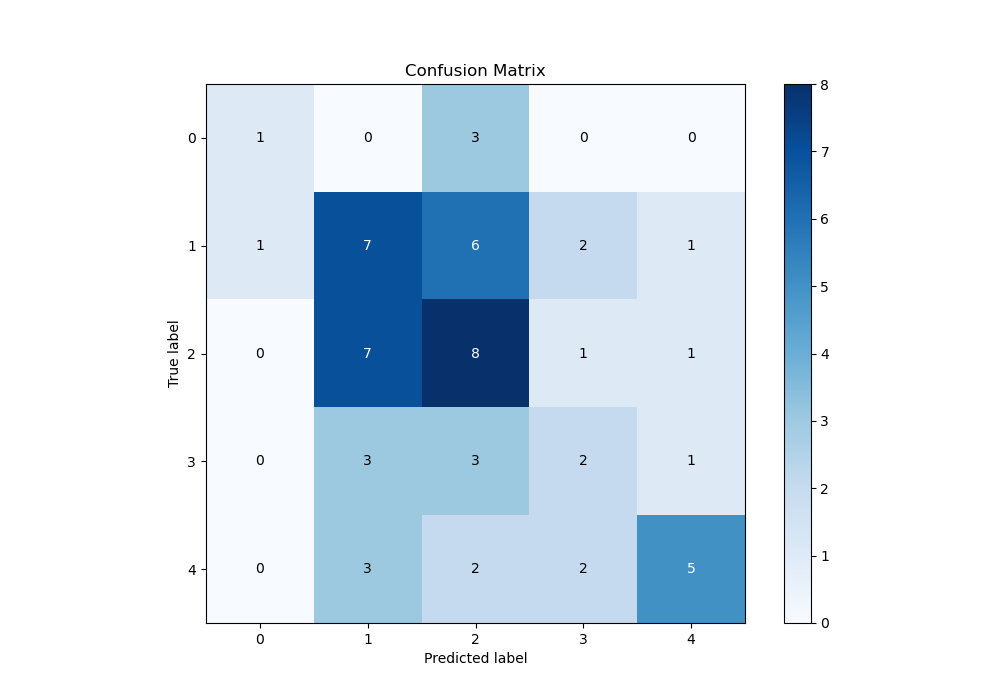 Confusion Matrix
0 1 0 3 0 0
1 1 7 6 2 1
2 0 7 8 1 1
3 0 3 3 2 1
4 0 3 2 2 5
0 1 2 3 4
True label
Predicted label
8
7
6
5
4
3
2
1
0